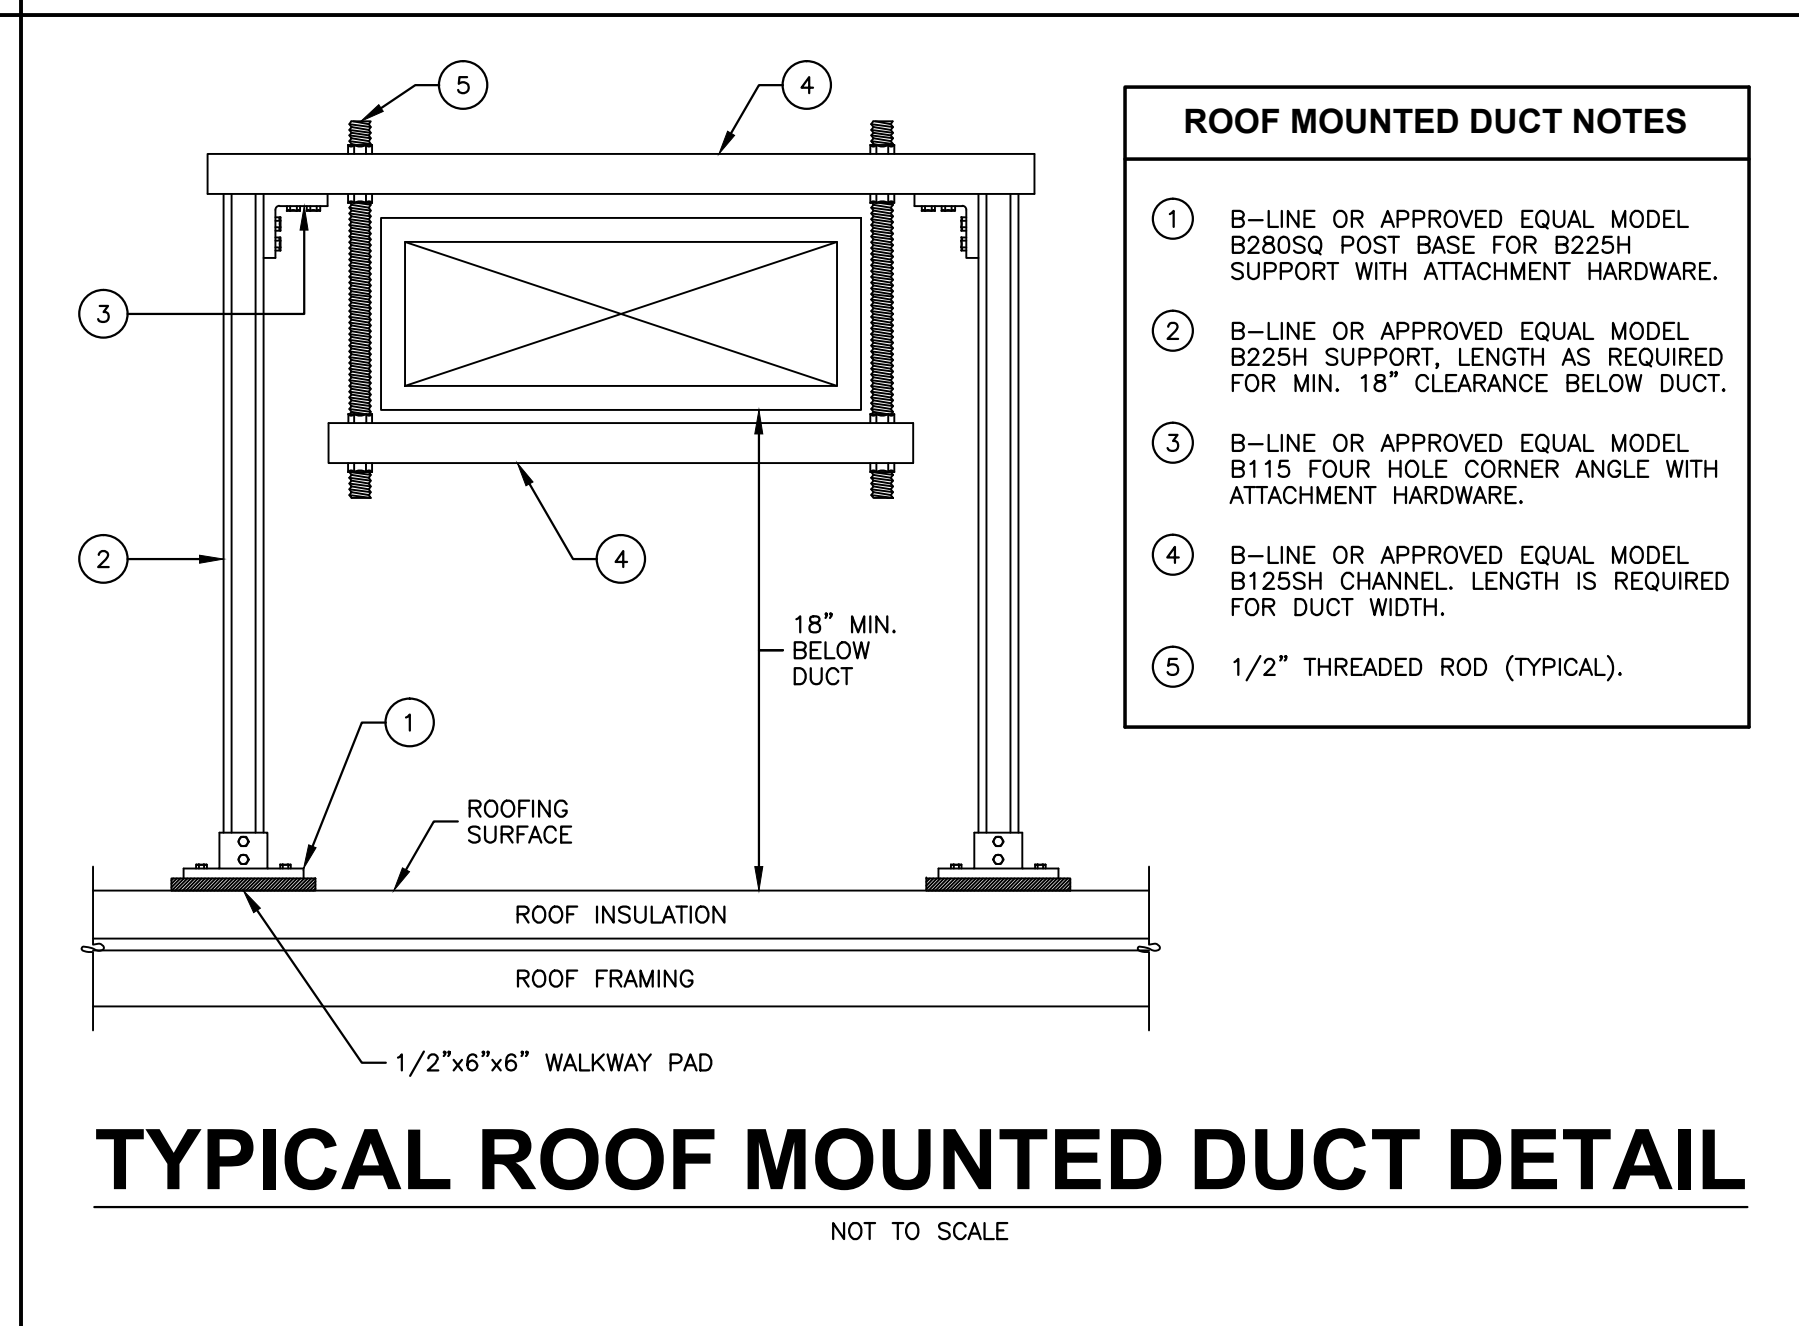 5
4
ROOF MOUNTED DUCT NOTES
1 B-LINE OR APPROVED EQUAL MODEL
B280SQ POST BASE FOR B225H
SUPPORT WITH ATTACHMENT HARDWARE.
2 B-LINE OR APPROVED EQUAL MODEL
B225H SUPPORT, LENGTH AS REQUIRED
FOR MIN. 18" CLEARANCE BELOW DUCT.
3 B-LINE OR APPROVED EQUAL MODEL
B115 FOUR HOLE CORNER ANGLE WITH
ATTACHMENT HARDWARE.
4 B-LINE OR APPROVED EQUAL MODEL
B125SH CHANNEL. LENGTH IS REQUIRED
FOR DUCT WIDTH.
5 1/2" THREADED ROD (TYPICAL).
3
2
4
18" MIN.
BELOW
DUCT
1
ROOFING
SURFACE
ROOF INSULATION
ROOF FRAMING
1/2"x6"x6" WALKWAY PAD
TYPICAL ROOF MOUNTED DUCT DETAIL
NOT TO SCALE